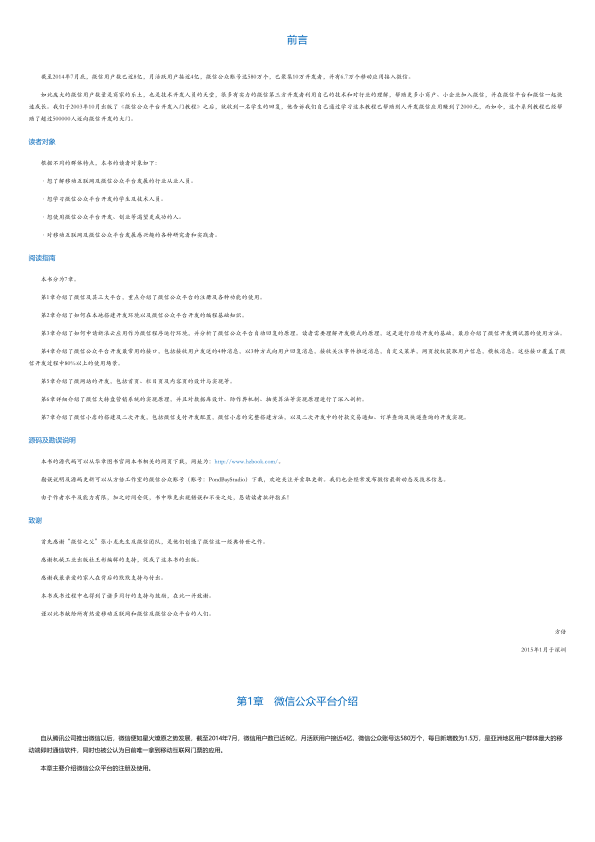 前言
截至2014年7月底，微信用户数已近8亿，月活跃用户接近4亿，微信公众账号达580万个，已聚集10万开发者，并有6.7万个移动应用接入微信。
如此庞大的微信用户数量是商家的乐土，也是技术开发人员的天堂。很多有实力的微信第三方开发者利用自己的技术和对行业的理解，帮助更多小商户、小企业加入微信，并在微信平台和微信一起快
速成长。我们于2003年10月出版了《微信公众平台开发入门教程》之后，就收到一名学生的回复，他告诉我们自己通过学习这本教程已帮助别人开发微信应用赚到了2000元。而如今，这个系列教程已经帮
助了超过500000人迈向微信开发的大门。
读者对象
根据不同的群体特点，本书的读者对象如下：
·想了解移动互联网及微信公众平台发展的行业从业人员。
·想学习微信公众平台开发的学生及技术人员。
·想使用微信公众平台开发、创业等渴望更成功的人。
·对移动互联网及微信公众平台发展感兴趣的各种研究者和实践者。
阅读指南
本书分为7章。
第1章介绍了微信及其三大平台，重点介绍了微信公众平台的注册及各种功能的使用。
第2章介绍了如何在本地搭建开发环境以及微信公众平台开发的编程基础知识。
第3章介绍了如何申请新浪云应用作为微信程序运行环境，并分析了微信公众平台自动回复的原理。读者需要理解开发模式的原理，这是进行后续开发的基础。最后介绍了微信开发调试器的使用方法。
第4章介绍了微信公众平台开发最常用的接口，包括接收用户发送的4种消息，以3种方式向用户回复消息，接收关注事件推送消息，自定义菜单，网页授权获取用户信息，模板消息。这些接口覆盖了微
信开发过程中80%以上的使用场景。
第5章介绍了微网站的开发，包括首页、栏目页及内容页的设计与实现等。
第6章详细介绍了微信大转盘营销系统的实现原理，并且对数据库设计、防作弊机制、抽奖算法等实现原理进行了深入剖析。
第7章介绍了微信小店的搭建及二次开发，包括微信支付开发配置，微信小店的完整搭建方法，以及二次开发中的付款交易通知、订单查询及快递查询的开发实现。
源码及勘误说明
本书的源代码可以从华章图书官网本书相关的网页下载，网址为：http://www.hzbook.com/。
勘误说明及源码更新可以从方倍工作室的微信公众账号（账号：PondBayStudio）下载，欢迎关注并索取更新。我们也会经常发布微信最新动态及技术信息。
由于作者水平及能力有限，加之时间仓促，书中难免出现错误和不妥之处，恳请读者批评指正！
致谢
首先感谢“微信之父”张小龙先生及微信团队，是他们创造了微信这一经典传世之作。
感谢机械工业出版社王彤编辑的支持，促成了这本书的出版。
感谢我最亲爱的家人在背后的默默支持与付出。
本书成书过程中也得到了诸多同行的支持与鼓励，在此一并致谢。
谨以此书献给所有热爱移动互联网和微信及微信公众平台的人们。
方倍
2015年1月于深圳
第1章 微信公众平台介绍
自从腾讯公司推出微信以后，微信便如星火燎原之势发展，截至2014年7月，微信用户数已近8亿，月活跃用户接近4亿，微信公众账号达580万个，每日新增数为1.5万，是亚洲地区用户群体最大的移
动端即时通信软件，同时也被公认为目前唯一拿到移动互联网门票的应用。
本章主要介绍微信公众平台的注册及使用。